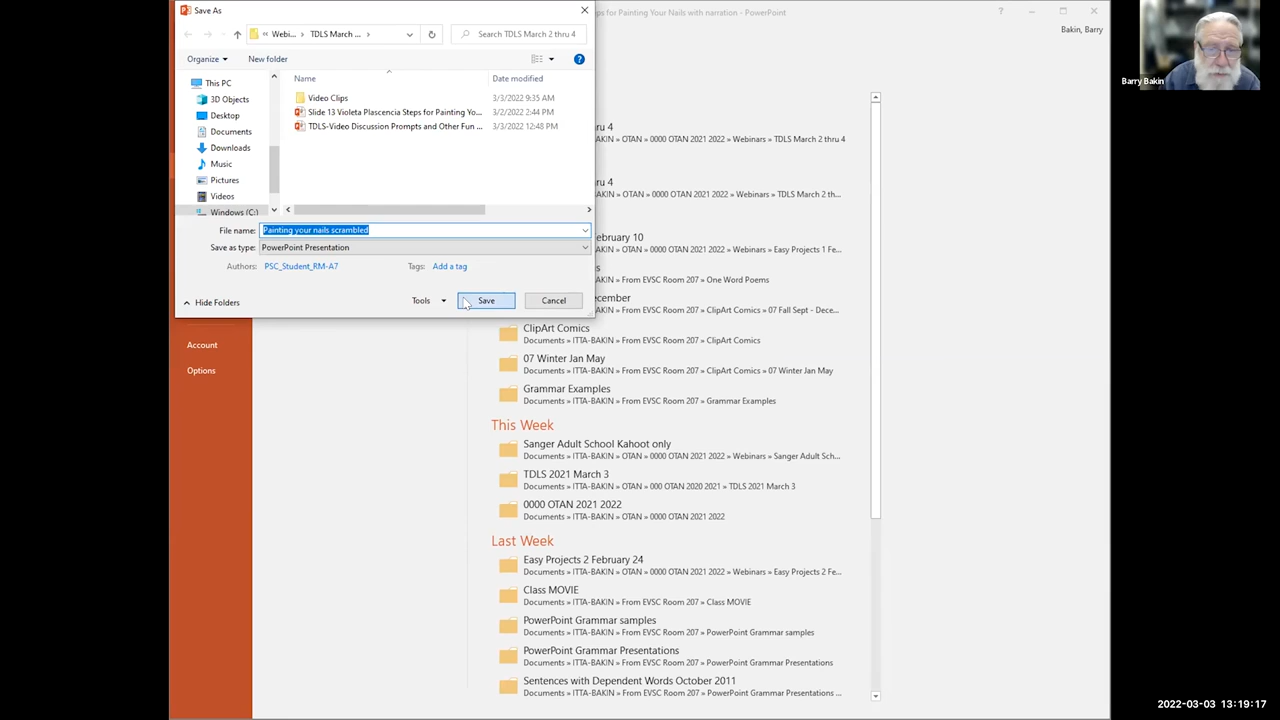 Save As
ps for Painting Your Nails with narration - PowerPoint
?
Bakin, Barry
Barry Bakin
« Webi... › TDLS March ... ›
Search TDLS March 2 thru 4
Organize
New folder
?
This PC
3D Objects
Desktop
Documents
Downloads
Music
Pictures
Videos
Windows (C:)
Name
Date modified
Video Clips
3/3/2022 9:35 AM
Slide 13 Violeta Plascencia Steps for Painting Yo...
3/2/2022 2:44 PM
TDLS-Video Discussion Prompts and Other Fun ...
3/3/2022 12:48 PM
File name:
Painting your nails scrambled
Save as type:
PowerPoint Presentation
Authors:
PSC_Student_RM-A7
Tags:
Add a tag
Hide Folders
Tools
Save
Cancel
Account
Options
ru 4
» OTAN » 0000 OTAN 2021 2022 » Webinars » TDLS March 2 thru 4
ru 4
» OTAN » 0000 OTAN 2021 2022 » Webinars » TDLS March 2 th...
ebruary 10
» OTAN » 0000 OTAN 2021 2022 » Webinars » Easy Projects 1 Fe...
s
» From EVSC Room 207 » One Word Poems
ecember
» From EVSC Room 207 » ClipArt Comics » 07 Fall Sept - Dece...
ClipArt Comics
Documents » ITTA-BAKIN » From EVSC Room 207 » ClipArt Comics
07 Winter Jan May
Documents » ITTA-BAKIN » From EVSC Room 207 » ClipArt Comics » 07 Winter Jan May
Grammar Examples
Documents » ITTA-BAKIN » From EVSC Room 207 » Grammar Examples
This Week
Sanger Adult School Kahoot only
Documents » ITTA-BAKIN » OTAN » 0000 OTAN 2021 2022 » Webinars » Sanger Adult Sch...
TDLS 2021 March 3
Documents » ITTA-BAKIN » OTAN » 000 OTAN 2020 2021 » TDLS 2021 March 3
0000 OTAN 2021 2022
Documents » ITTA-BAKIN » OTAN » 0000 OTAN 2021 2022
Last Week
Easy Projects 2 February 24
Documents » ITTA-BAKIN » OTAN » 0000 OTAN 2021 2022 » Webinars » Easy Projects 2 Fe...
Class MOVIE
Documents » ITTA-BAKIN » From EVSC Room 207 » Class MOVIE
PowerPoint Grammar samples
Documents » ITTA-BAKIN » From EVSC Room 207 » PowerPoint Grammar samples
PowerPoint Grammar Presentations
Documents » ITTA-BAKIN » From EVSC Room 207 » PowerPoint Grammar Presentations
Sentences with Dependent Words October 2011
Documents » ITTA-BAKIN » From EVSC Room 207 » PowerPoint Grammar Presentations ...
2022-03-03 13:19:17